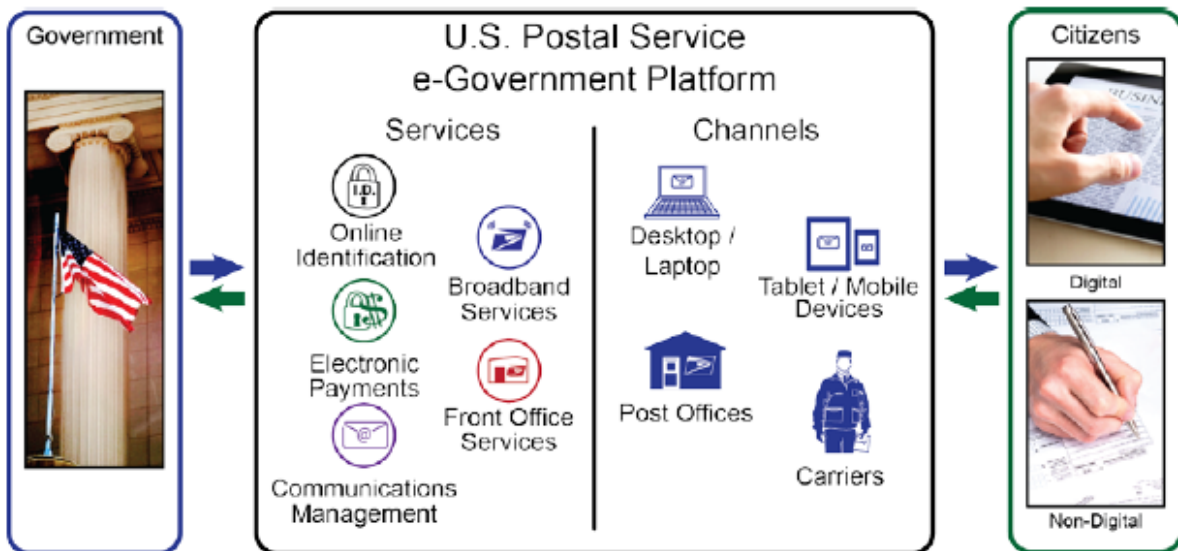 Government
U.S. Postal Service
e-Government Platform
Services
I.D.
Online
Identification
Broadband
Services
Electronic
Payments
Front Office
Services
@
Communications
Management
Channels
Desktop /
Laptop
Tablet / Mobile
Devices
Post Offices
Carriers
Citizens
BUSIN
Digital
Non-Digital